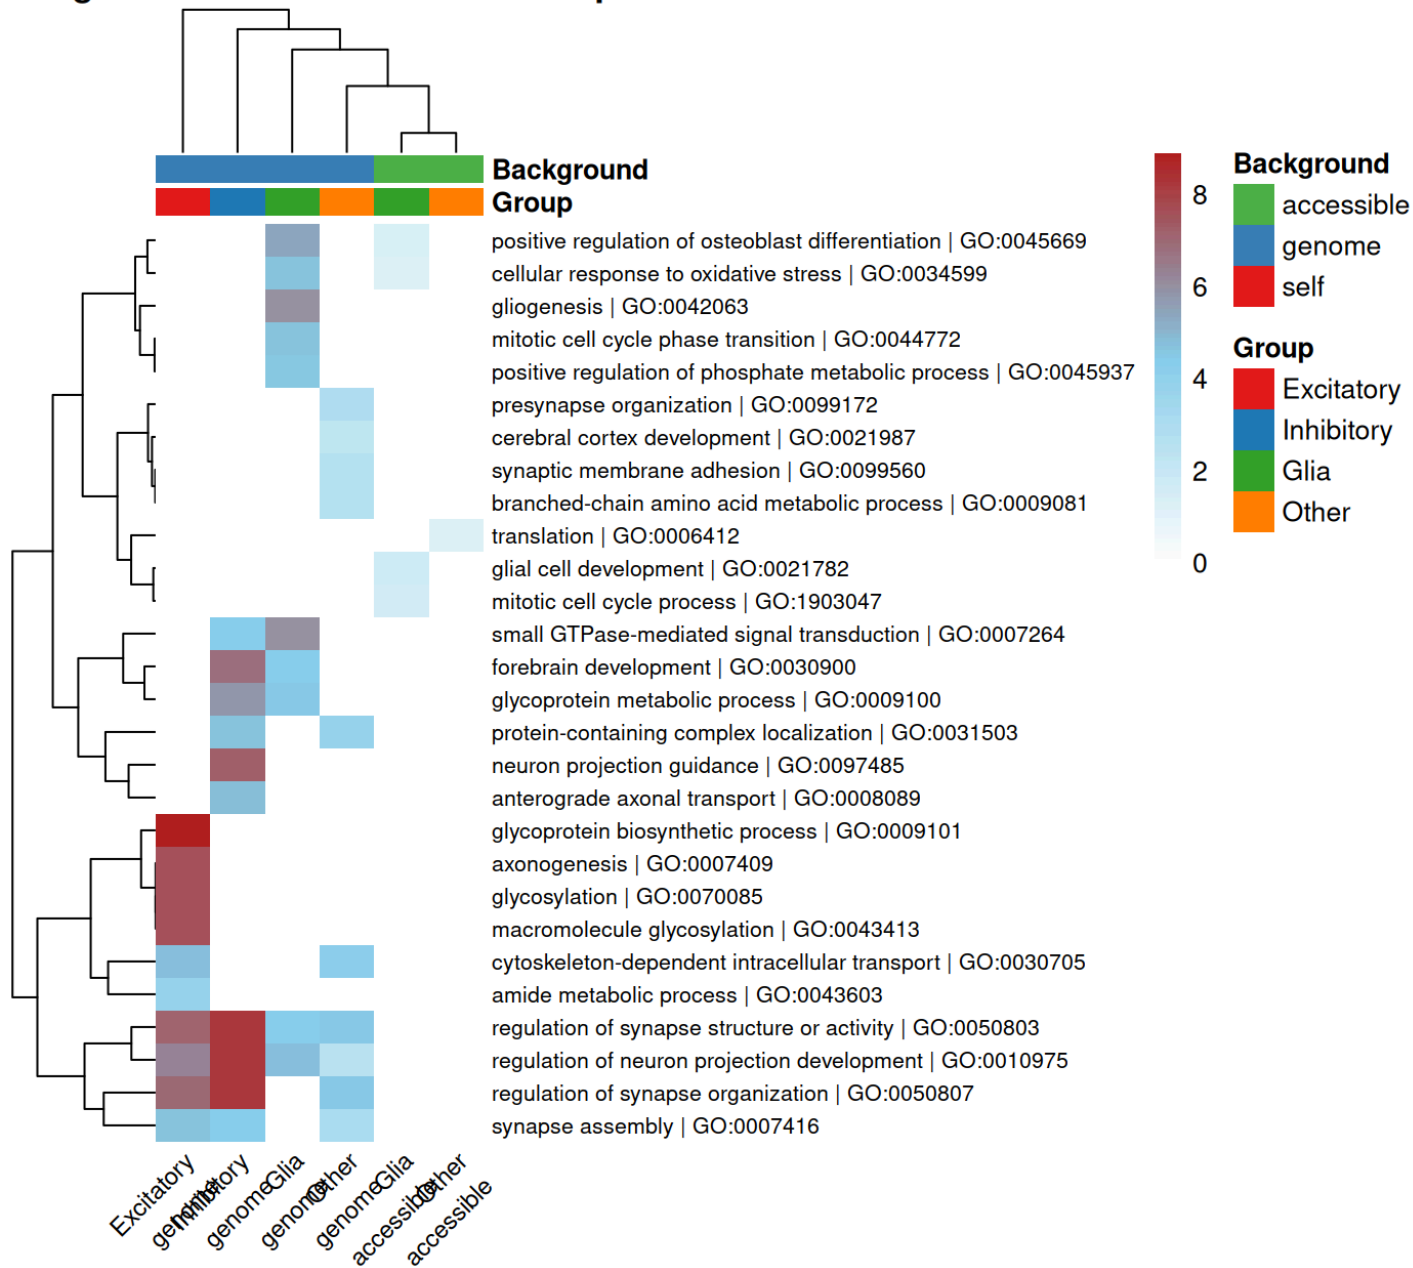 Background
Group
positive regulation of osteoblast differentiation | GO:0045669
cellular response to oxidative stress | GO:0034599
gliogenesis | GO:0042063
mitotic cell cycle phase transition | GO:0044772
positive regulation of phosphate metabolic process | GO:0045937
presynapse organization | GO:0099172
cerebral cortex development | GO:0021987
synaptic membrane adhesion | GO:0099560
branched-chain amino acid metabolic process | GO:0009081
translation | GO:0006412
glial cell development | GO:0021782
mitotic cell cycle process | GO:1903047
small GTPase-mediated signal transduction | GO:0007264
forebrain development | GO:0030900
glycoprotein metabolic process | GO:0009100
protein-containing complex localization | GO:0031503
neuron projection guidance | GO:0097485
anterograde axonal transport | GO:0008089
glycoprotein biosynthetic process | GO:0009101
axonogenesis | GO:0007409
glycosylation | GO:0070085
macromolecule glycosylation | GO:0043413
cytoskeleton-dependent intracellular transport | GO:0030705
amide metabolic process | GO:0043603
regulation of synapse structure or activity | GO:0050803
regulation of neuron projection development | GO:0010975
regulation of synapse organization | GO:0050807
synapse assembly | GO:0007416
Excitatory
genome
Inhibitory
genome
Glia
genome
Other
genome
Glia
accessible
Other
accessible
8
6
4
2
0
Background
accessible
genome
self
Group
Excitatory
Inhibitory
Glia
Other